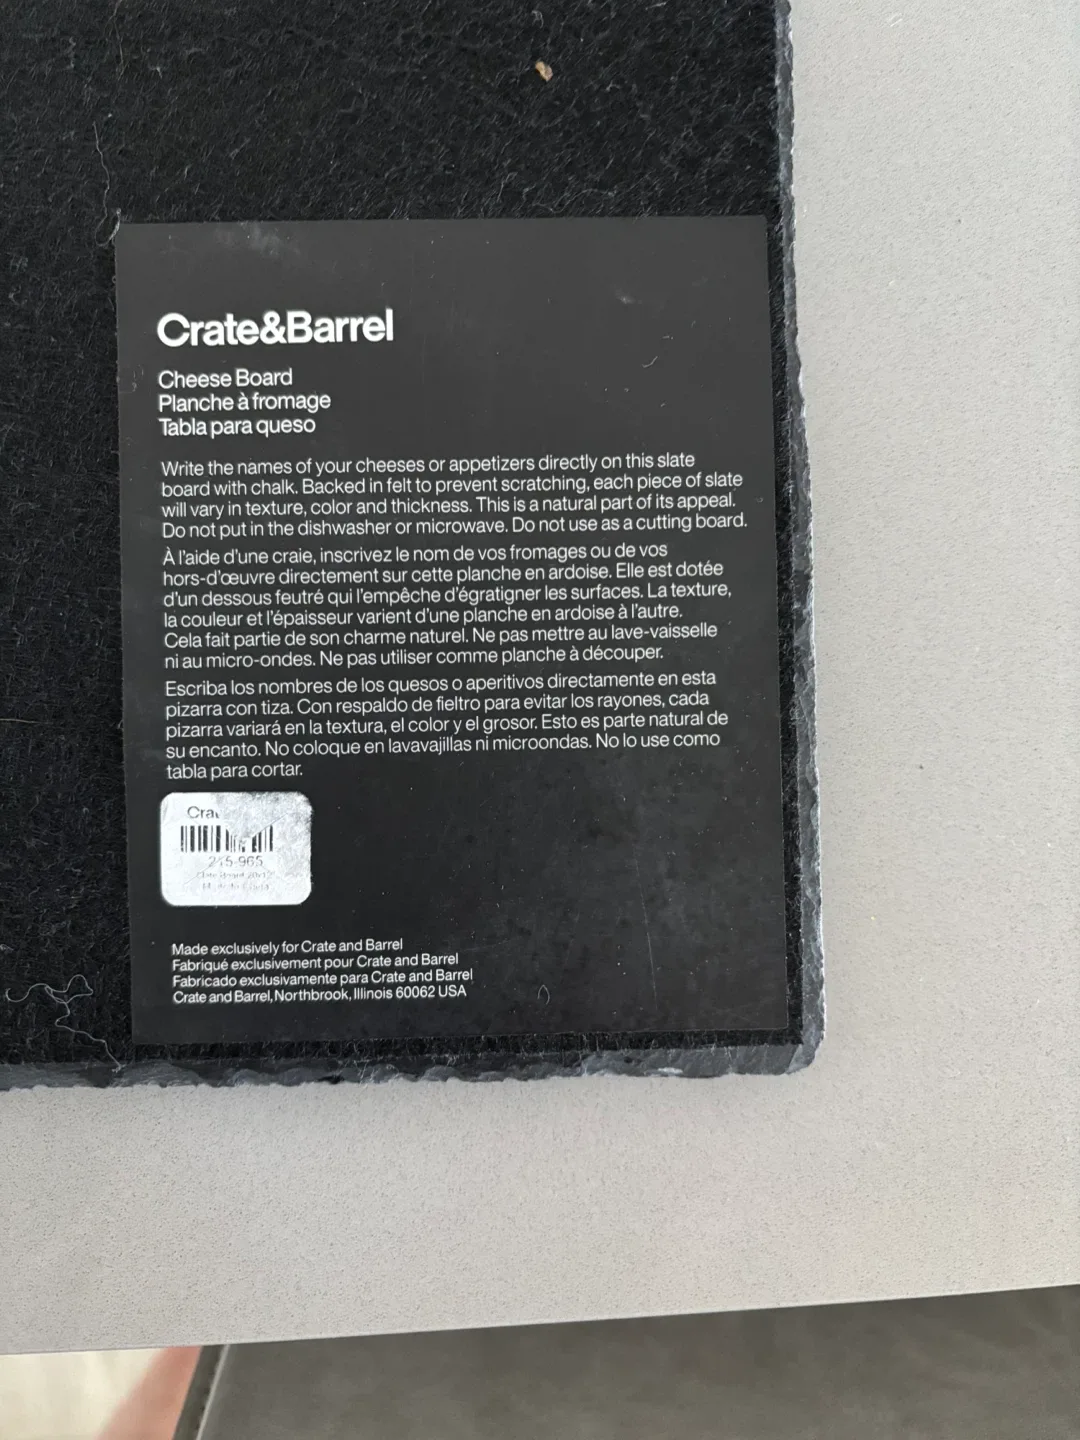 Crate&Barrel
Cheese Board
Planche à fromage
Tabla para queso
Write the names of your cheeses or appetizers directly on this slate
board with chalk. Backed in felt to prevent scratching, each piece of slate
will vary in texture, color and thickness. This is a natural part of its appeal.
Do not put in the dishwasher or microwave. Do not use as a cutting board.
À l'aide d'une craie, inscrivez le nom de vos fromages ou de vos
hors-d'œuvre directement sur cette planche en ardoise. Elle est dotée
d'un dessous feutré qui l'empêche d'égratigner les surfaces. La texture,
la couleur et l'épaisseur varient d'une planche en ardoise à l'autre.
Cela fait partie de son charme naturel. Ne pas mettre au lave-vaisselle
ni au micro-ondes. Ne pas utiliser comme planche à découper.
Escriba los nombres de los quesos o aperitivos directamente en esta
pizarra con tiza. Con respaldo de fieltro para evitar los rayones, cada
pizarra variará en la textura, el color y el grosor. Esto es parte natural de
su encanto. No coloque en lavavajillas ni microondas. No lo use como
tabla para cortar.
Made exclusively for Crate and Barrel
Fabriqué exclusivement pour Crate and Barrel
Fabricado exclusivamente para Crate and Barrel
Crate and Barrel, Northbrook, Illinois 60062 USA